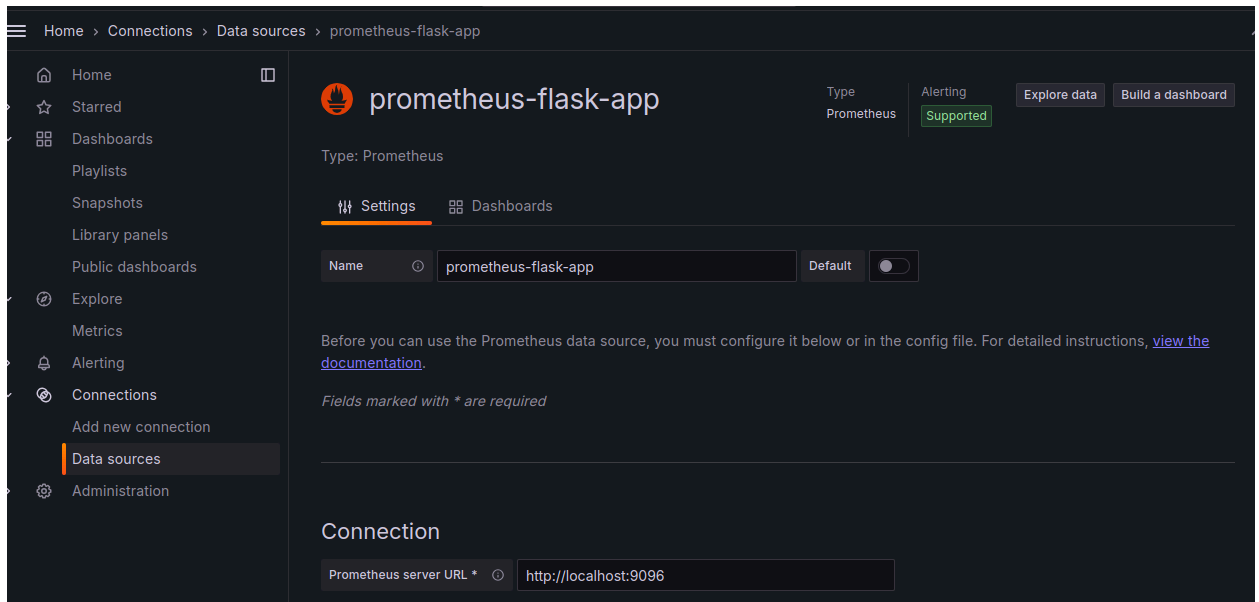 Home › Connections › Data sources › prometheus-flask-app
Home
Starred
Dashboards
Playlists
Snapshots
Library panels
Public dashboards
Explore
Metrics
Alerting
Connections
Add new connection
Data sources
Administration
prometheus-flask-app
Type
Prometheus
Alerting
Supported
Explore data
Build a dashboard
Type: Prometheus
Settings
Dashboards
Name
prometheus-flask-app
Default
Before you can use the Prometheus data source, you must configure it below or in the config file. For detailed instructions, view the
documentation.
Fields marked with * are required
Connection
Prometheus server URL *
http://localhost:9096